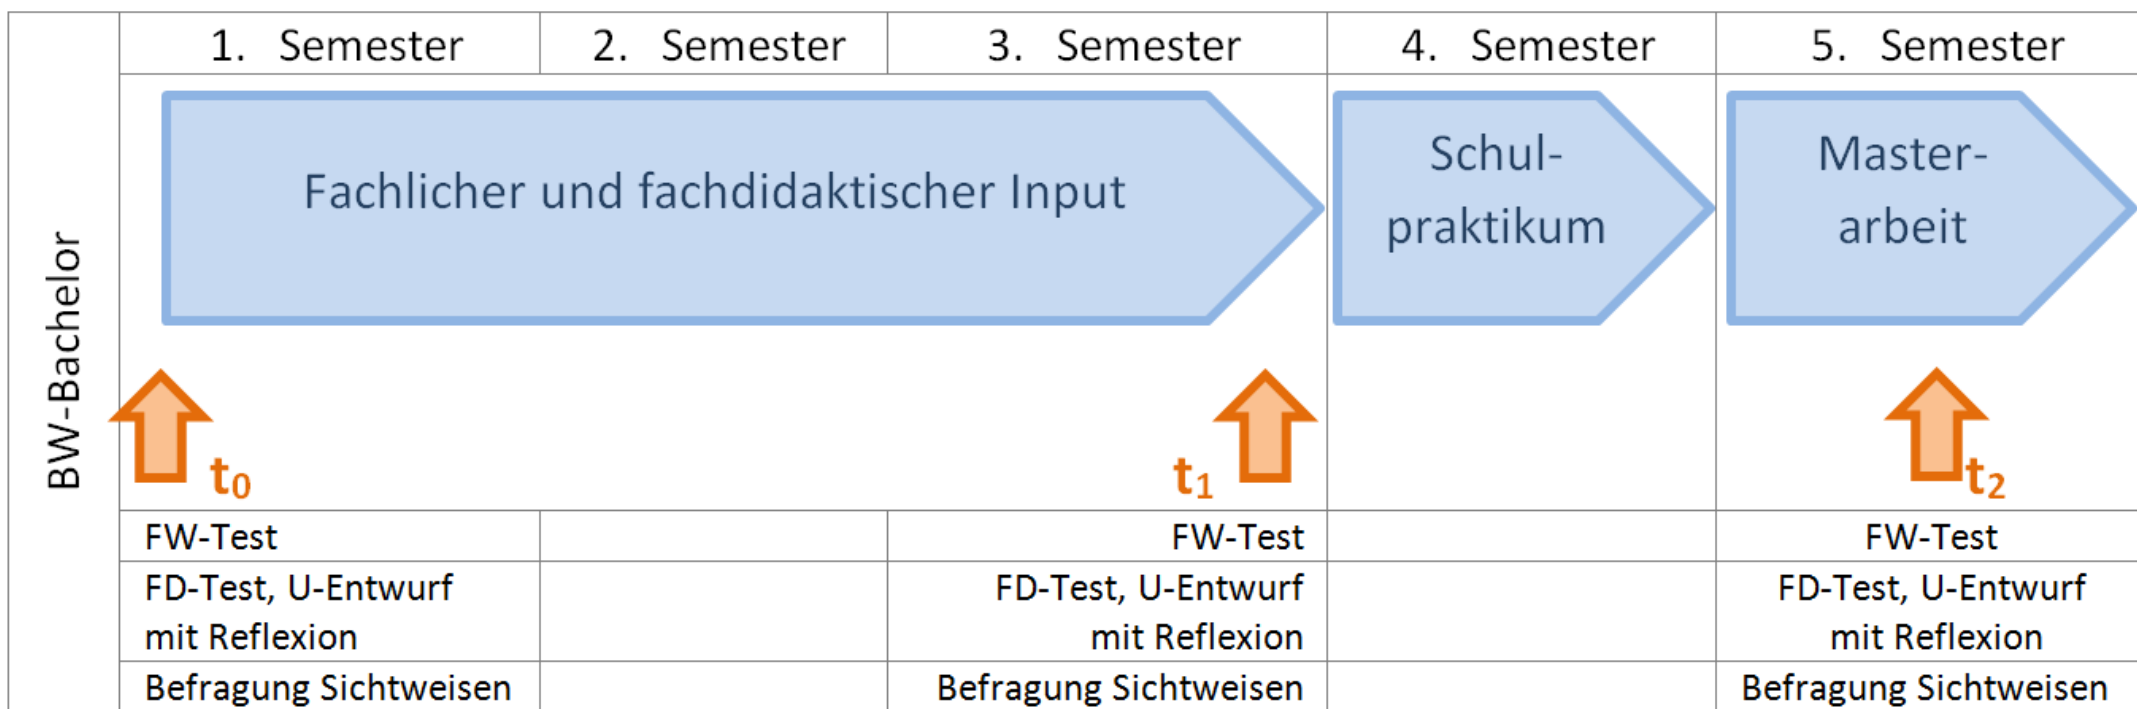 1. Semester
2. Semester
3. Semester
4. Semester
5. Semester
BW-Bachelor
Fachlicher und fachdidaktischer Input
Schul-
praktikum
Master-
arbeit
t0
t1
t2
FW-Test
FW-Test
FW-Test
FD-Test, U-Entwurf
mit Reflexion
FD-Test, U-Entwurf
mit Reflexion
FD-Test, U-Entwurf
mit Reflexion
Befragung Sichtweisen
Befragung Sichtweisen
Befragung Sichtweisen